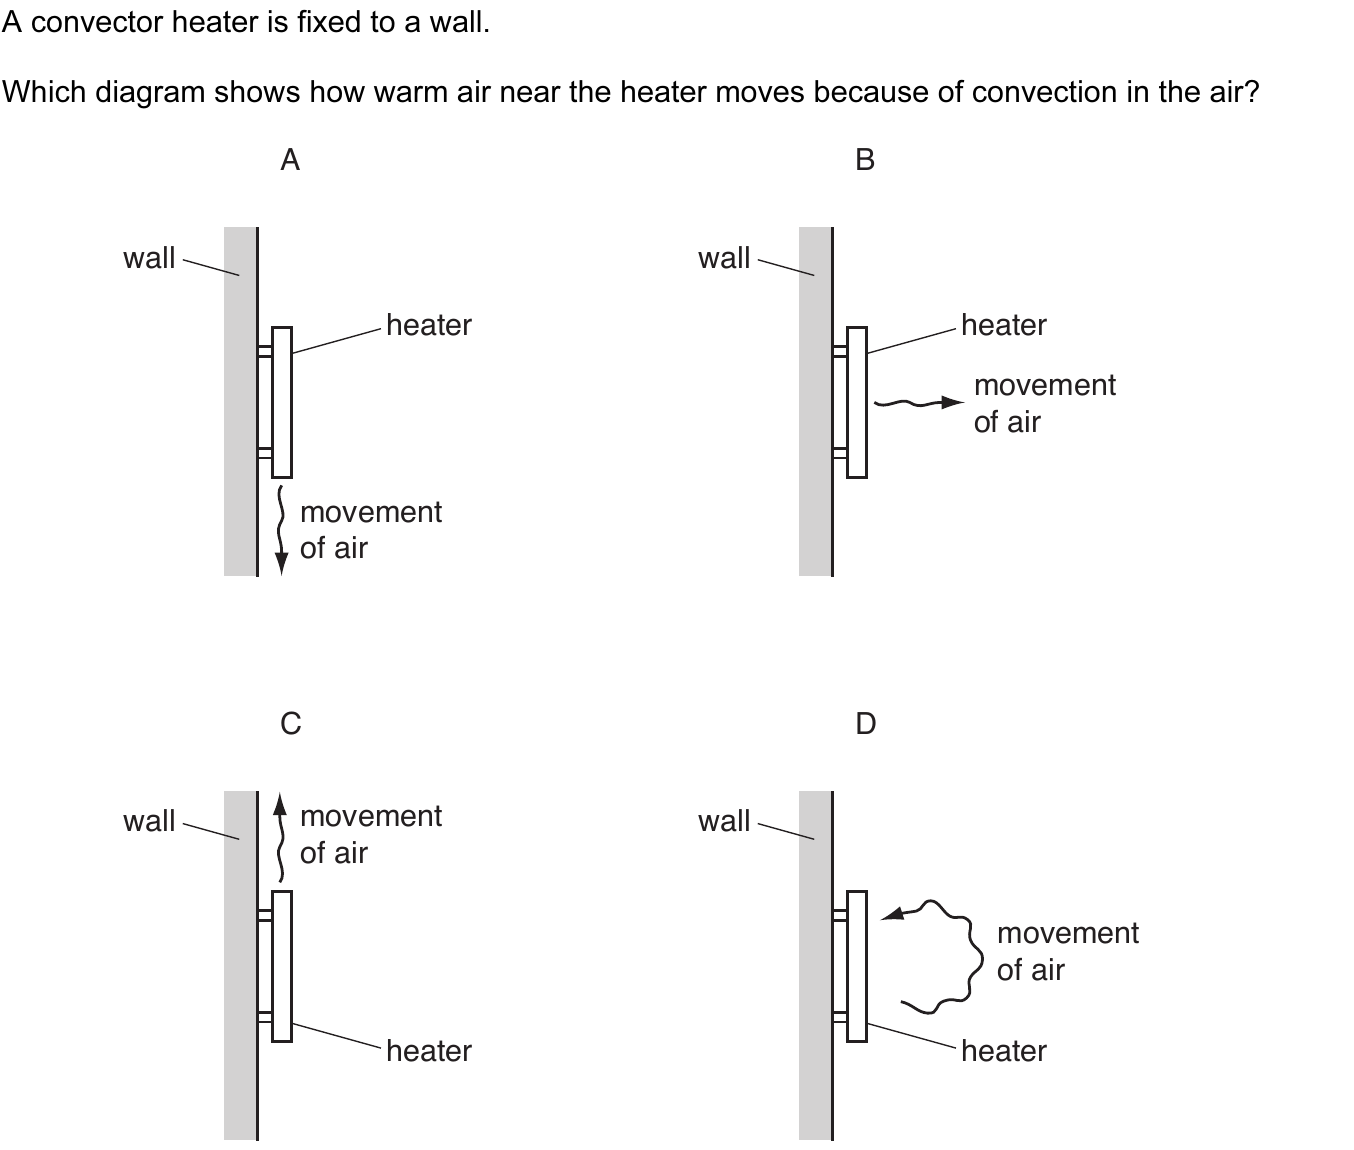 A convector heater is fixed to a wall.
Which diagram shows how warm air near the heater moves because of convection in the air?
A
wall
heater
movement
of air
B
wall
heater
movement
of air
C
wall
movement
of air
heater
D
wall
movement
of air
heater